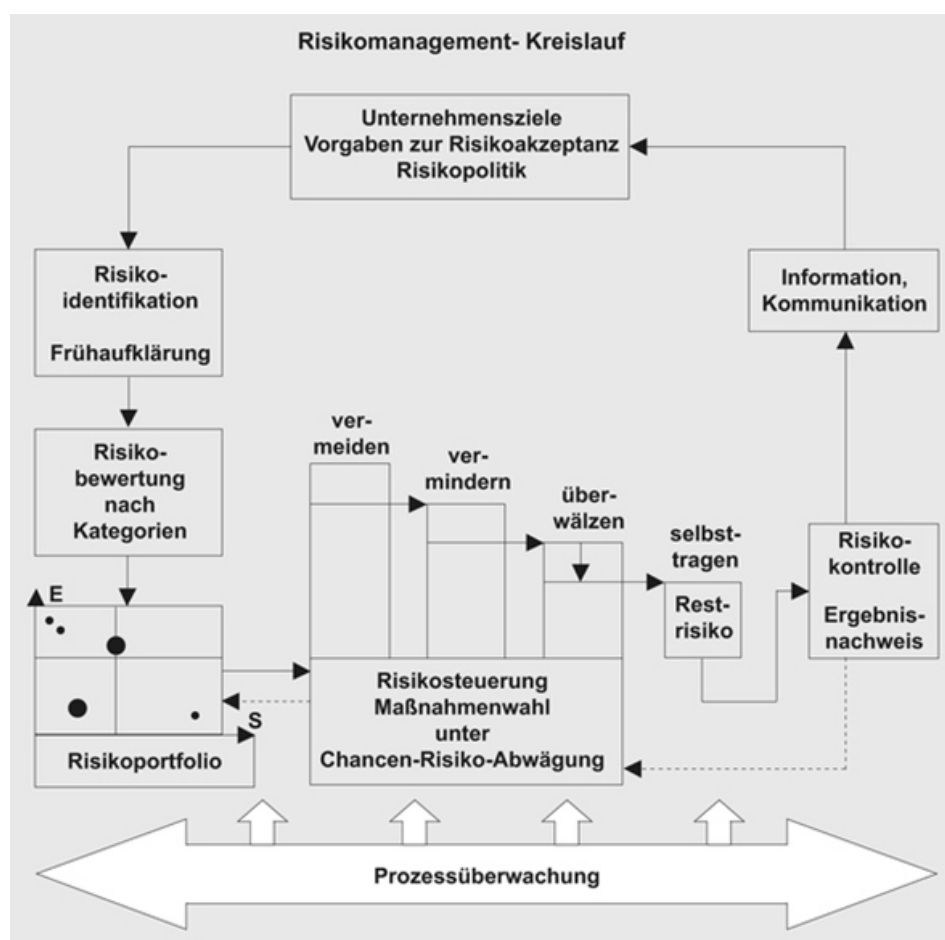 Risikomanagement- Kreislauf
Unternehmensziele
Vorgaben zur Risikoakzeptanz
Risikopolitik
Risiko-
identifikation
Frühaufklärung
Risiko-
bewertung
nach
Kategorien
E
S
Risikoportfolio
ver-
meiden
ver-
mindern
über-
wälzen
selbst-
tragen
Rest-
risiko
Risikosteuerung
Maßnahmenwahl
unter
Chancen-Risiko-Abwägung
Risiko-
kontrolle
Ergebnis-
nachweis
Information,
Kommunikation
Prozessüberwachung